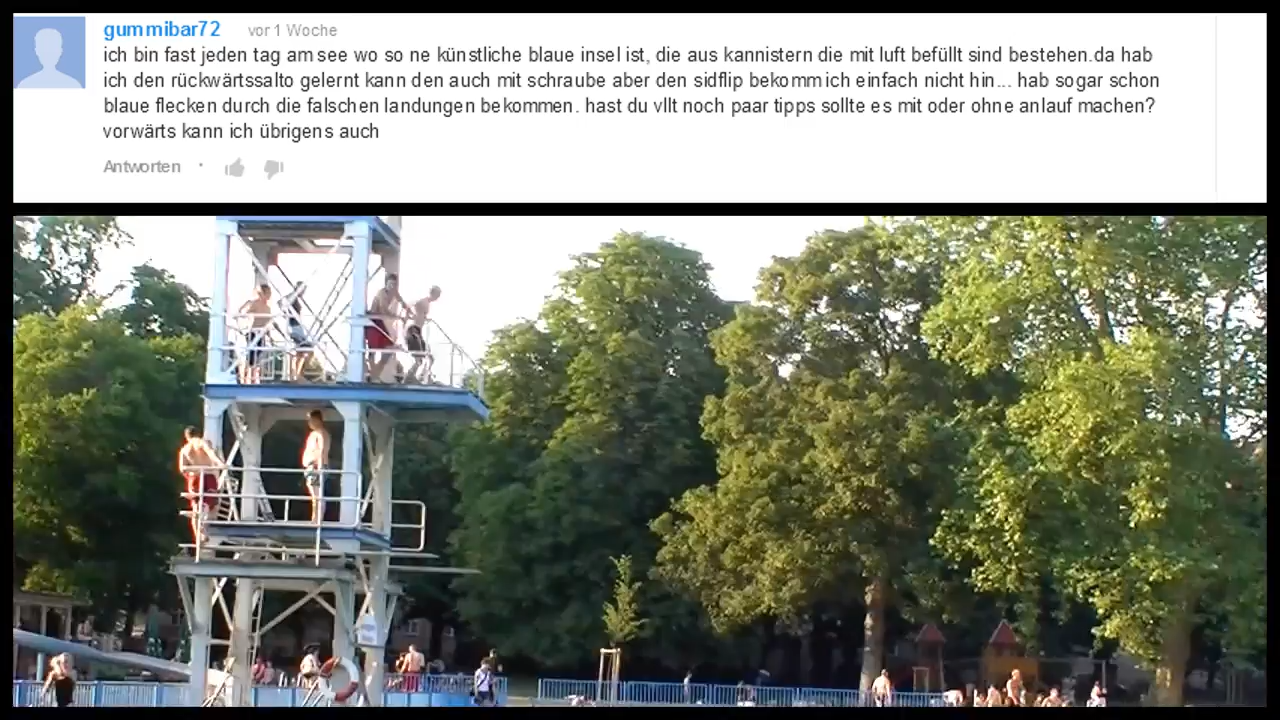 gummibar72 vor 1 Woche
ich bin fast jeden tag am see wo so ne künstliche blaue insel ist, die aus kannistern die mit luft befüllt sind bestehen.da hab
ich den rückwärtssalto gelernt kann den auch mit schraube aber den sidflip bekomm ich einfach nicht hin... hab sogar schon
blaue flecken durch die falschen landungen bekommen. hast du vllt noch paar tipps sollte es mit oder ohne anlauf machen?
vorwärts kann ich übrigens auch
Antworten ·